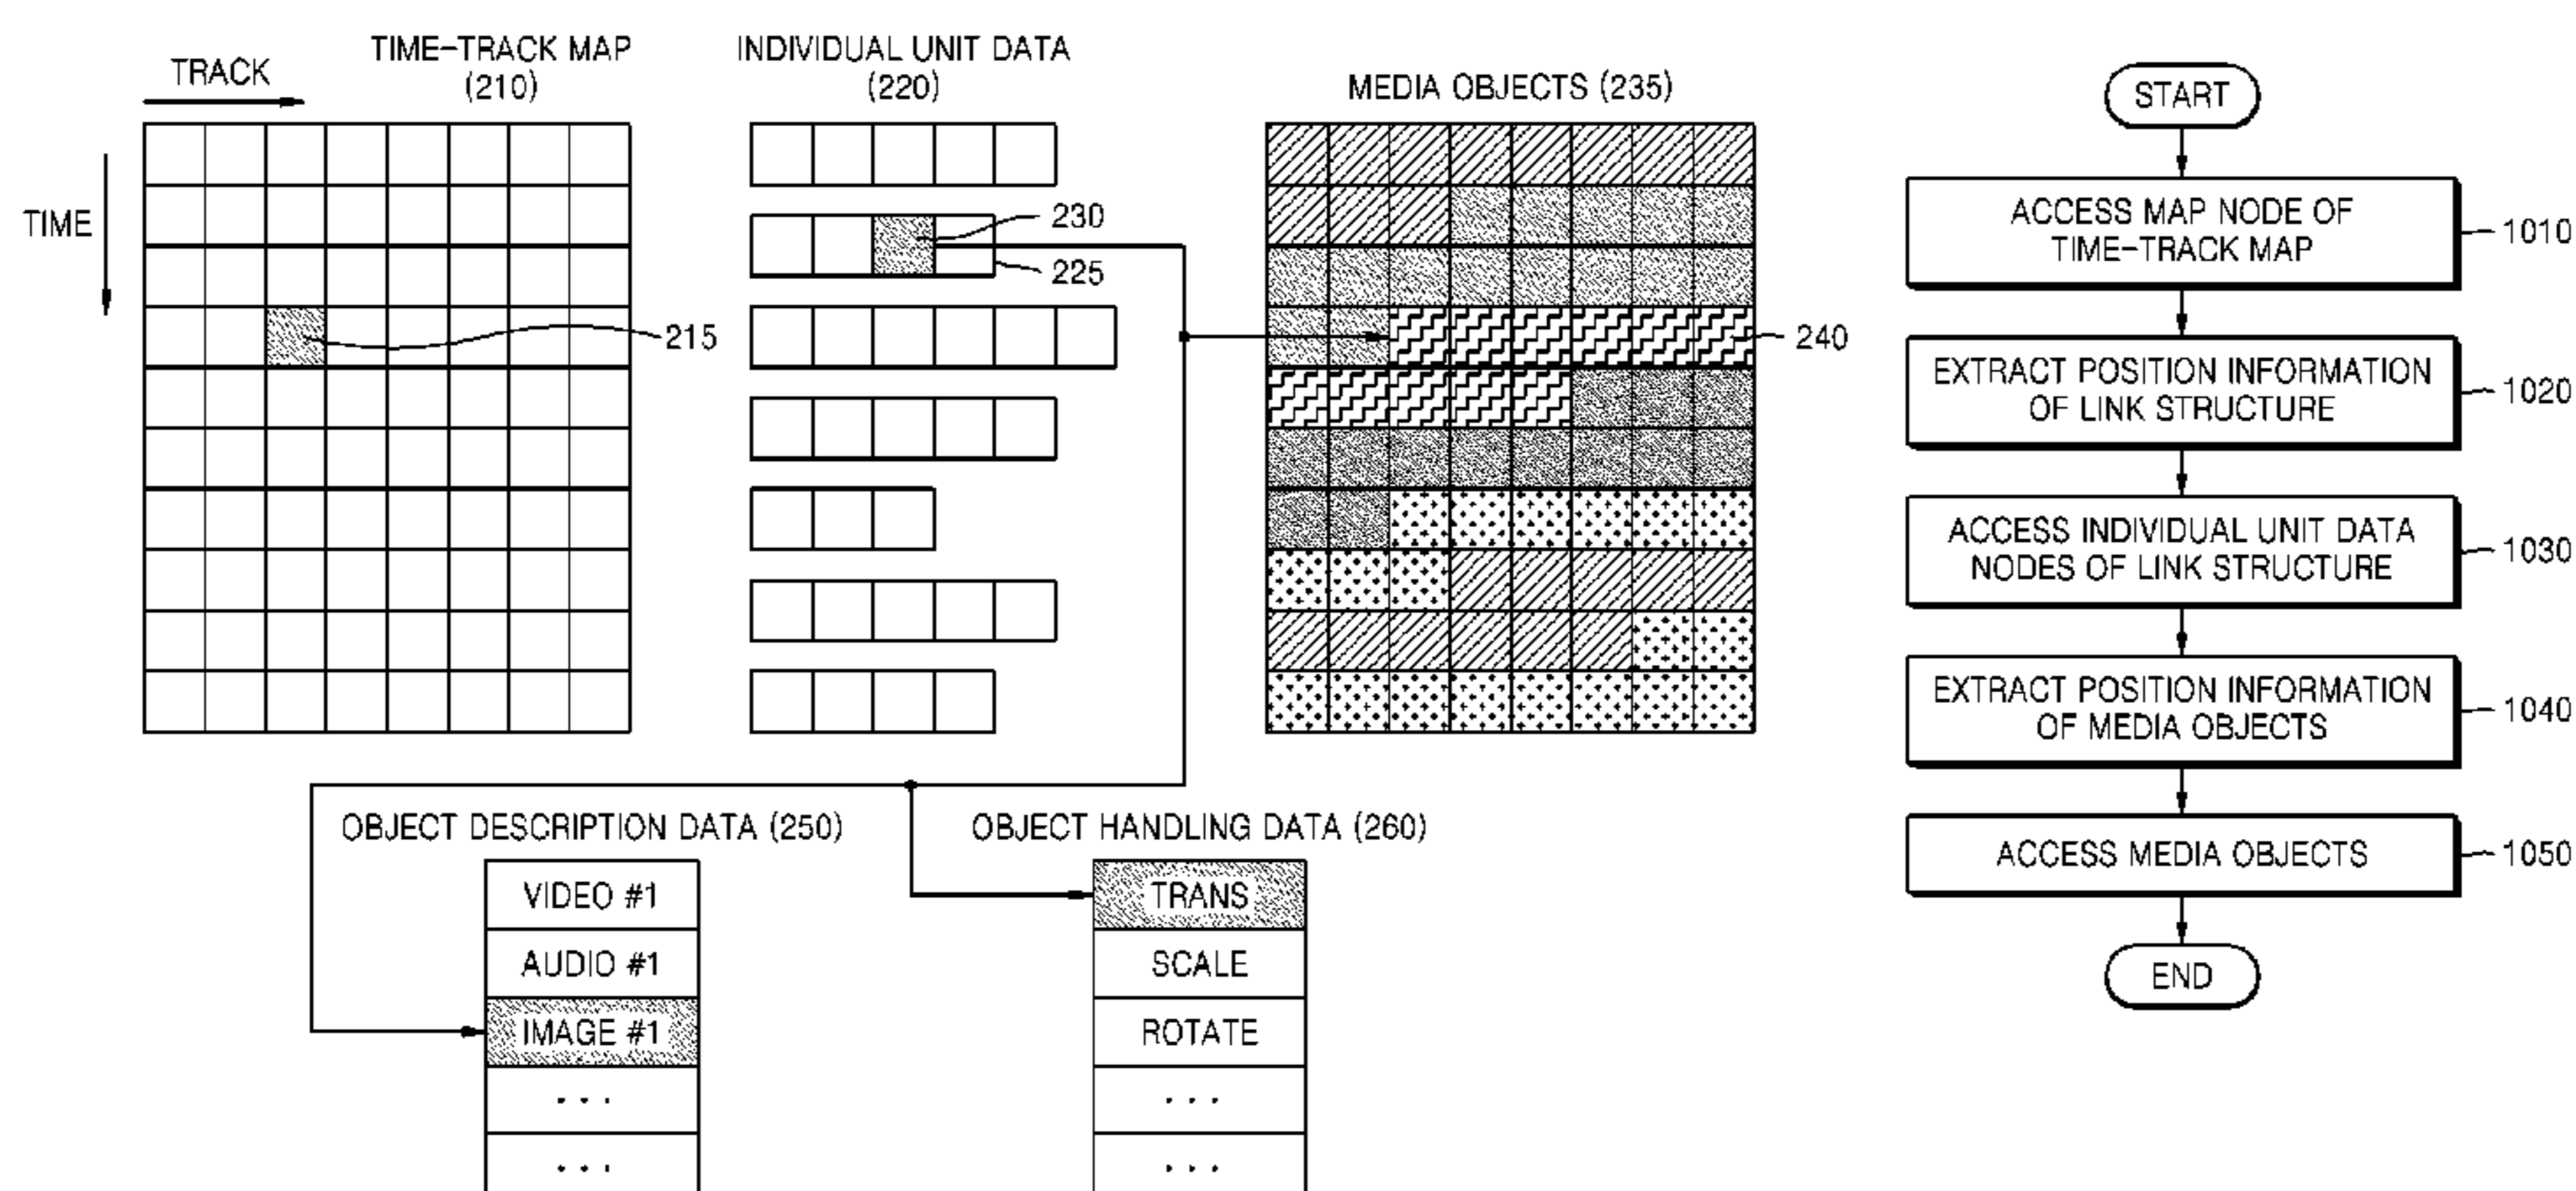 TRACK
TIME-TRACK MAP
(210)
INDIVIDUAL UNIT DATA
(220)
MEDIA OBJECTS (235)
TIME
215
230
225
240
OBJECT DESCRIPTION DATA (250)
VIDEO #1
AUDIO #1
IMAGE #1
...
...
OBJECT HANDLING DATA (260)
TRANS
SCALE
ROTATE
...
...
START
ACCESS MAP NODE OF
TIME-TRACK MAP
1010
EXTRACT POSITION INFORMATION
OF LINK STRUCTURE
1020
ACCESS INDIVIDUAL UNIT DATA
NODES OF LINK STRUCTURE
1030
EXTRACT POSITION INFORMATION
OF MEDIA OBJECTS
1040
ACCESS MEDIA OBJECTS
1050
END